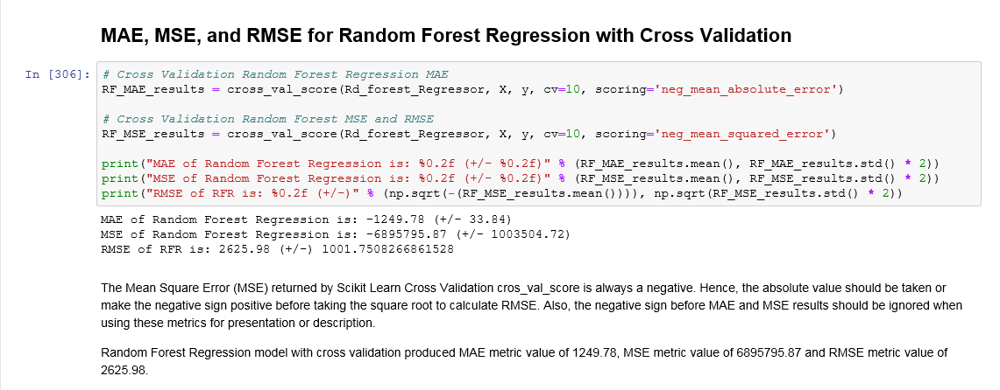 MAE, MSE, and RMSE for Random Forest Regression with Cross Validation
In [306]:
# Cross Validation Random Forest Regression MAE
RF_MAE_results = cross_val_score(Rd_forest_Regressor, X, y, cv=10, scoring='neg_mean_absolute_error')
# Cross Validation Random Forest MSE and RMSE
RF_MSE_results = cross_val_score(Rd_forest_Regressor, X, y, cv=10, scoring='neg_mean_squared_error')
print("MAE of Random Forest Regression is: %0.2f (+/- %0.2f)" % (RF_MAE_results.mean(), RF_MAE_results.std() * 2))
print("MSE of Random Forest Regression is: %0.2f (+/- %0.2f)" % (RF_MSE_results.mean(), RF_MSE_results.std() * 2))
print("RMSE of RFR is: %0.2f (+/-)" % (np.sqrt(-(RF_MSE_results.mean()))), np.sqrt(RF_MSE_results.std() * 2))
MAE of Random Forest Regression is: -1249.78 (+/- 33.84)
MSE of Random Forest Regression is: -6895795.87 (+/- 1003504.72)
RMSE of RFR is: 2625.98 (+/-) 1001.7508266861528
The Mean Square Error (MSE) returned by Scikit Learn Cross Validation cros_val_score is always a negative. Hence, the absolute value should be taken or
make the negative sign positive before taking the square root to calculate RMSE. Also, the negative sign before MAE and MSE results should be ignored when
using these metrics for presentation or description.
Random Forest Regression model with cross validation produced MAE metric value of 1249.78, MSE metric value of 6895795.87 and RMSE metric value of
2625.98.